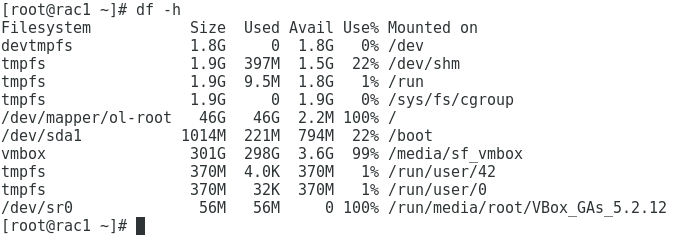 [root@rac1 ~]# df -h
Filesystem           Size  Used Avail Use% Mounted on
devtmpfs             1.8G     0  1.8G   0% /dev
tmpfs                1.9G  397M  1.5G  22% /dev/shm
tmpfs                1.9G  9.5M  1.8G   1% /run
tmpfs                1.9G     0  1.9G   0% /sys/fs/cgroup
/dev/mapper/ol-root   46G   46G  2.2M 100% /
/dev/sda1           1014M  221M  794M  22% /boot
vmbox                301G  298G  3.6G  99% /media/sf_vmbox
tmpfs                370M  4.0K  370M   1% /run/user/42
tmpfs                370M   32K  370M   1% /run/user/0
/dev/sr0              56M   56M     0 100% /run/media/root/VBox_GAs_5.2.12
[root@rac1 ~]#